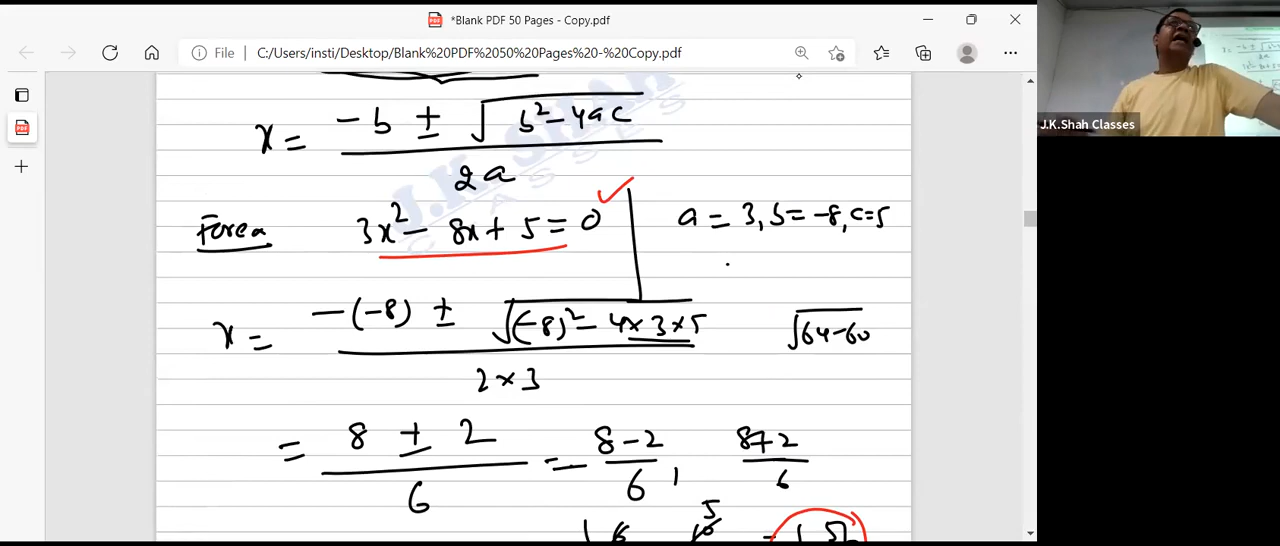 *Blank PDF 50 Pages - Copy.pdf
File C:/Users/insti/Desktop/Blank%20PDF%2050%20Pages%20-%20Copy.pdf
x = (-b ± √(b² - 4ac)) / 2a
3x² - 8x + 5 = 0
a = 3, b = -8, c = 5
x = (-(-8) ± √((-8)² - 4 × 3 × 5)) / (2 × 3)
√64-60
= (8 ± 2) / 6 = (8 - 2) / 6 , (8 + 2) / 6
J.K.SHAH
CLASSES
J.K.Shah Classes